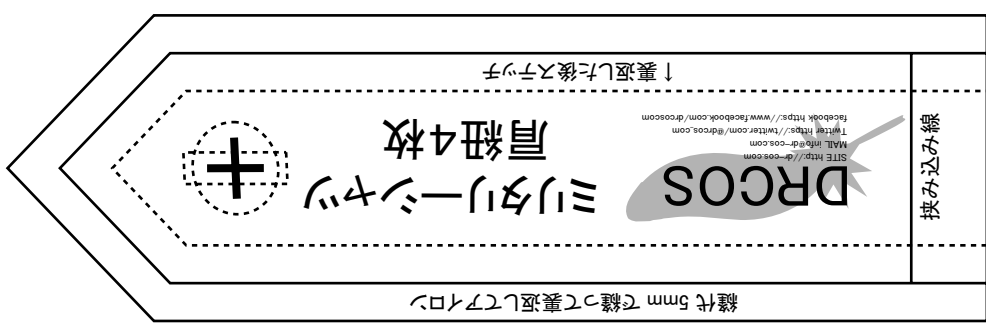 縫代 5mm で縫って裏返してアイロン
DRCOS
SITE http://dr-cos.com
MAIL info@dr-cos.com
Twitter https://twitter.com/@drcos_com
facebook https://www.facebook.com/drcoscom
ミリタリーシャツ
肩紐4枚
↑裏返した後ステッチ
挟み込み線